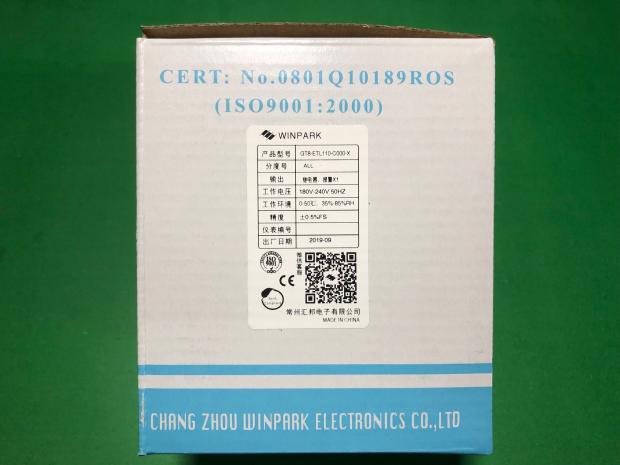 CERT: No.0801Q10189ROS
(ISO9001:2000)
WINPARK
产品型号 GT8-ETL110-C000-X
分度号 ALL
输出 继电器、报警X1
工作电压 180V-240V 50HZ
工作环境 0-50℃, 35%-85%RH
精度 ±0.5%FS
仪表编号
出厂日期 2019-09
ISO
9001
CE
常州汇邦电子有限公司
MADE IN CHINA
CHANG ZHOU WINPARK ELECTRONICS CO.,LTD